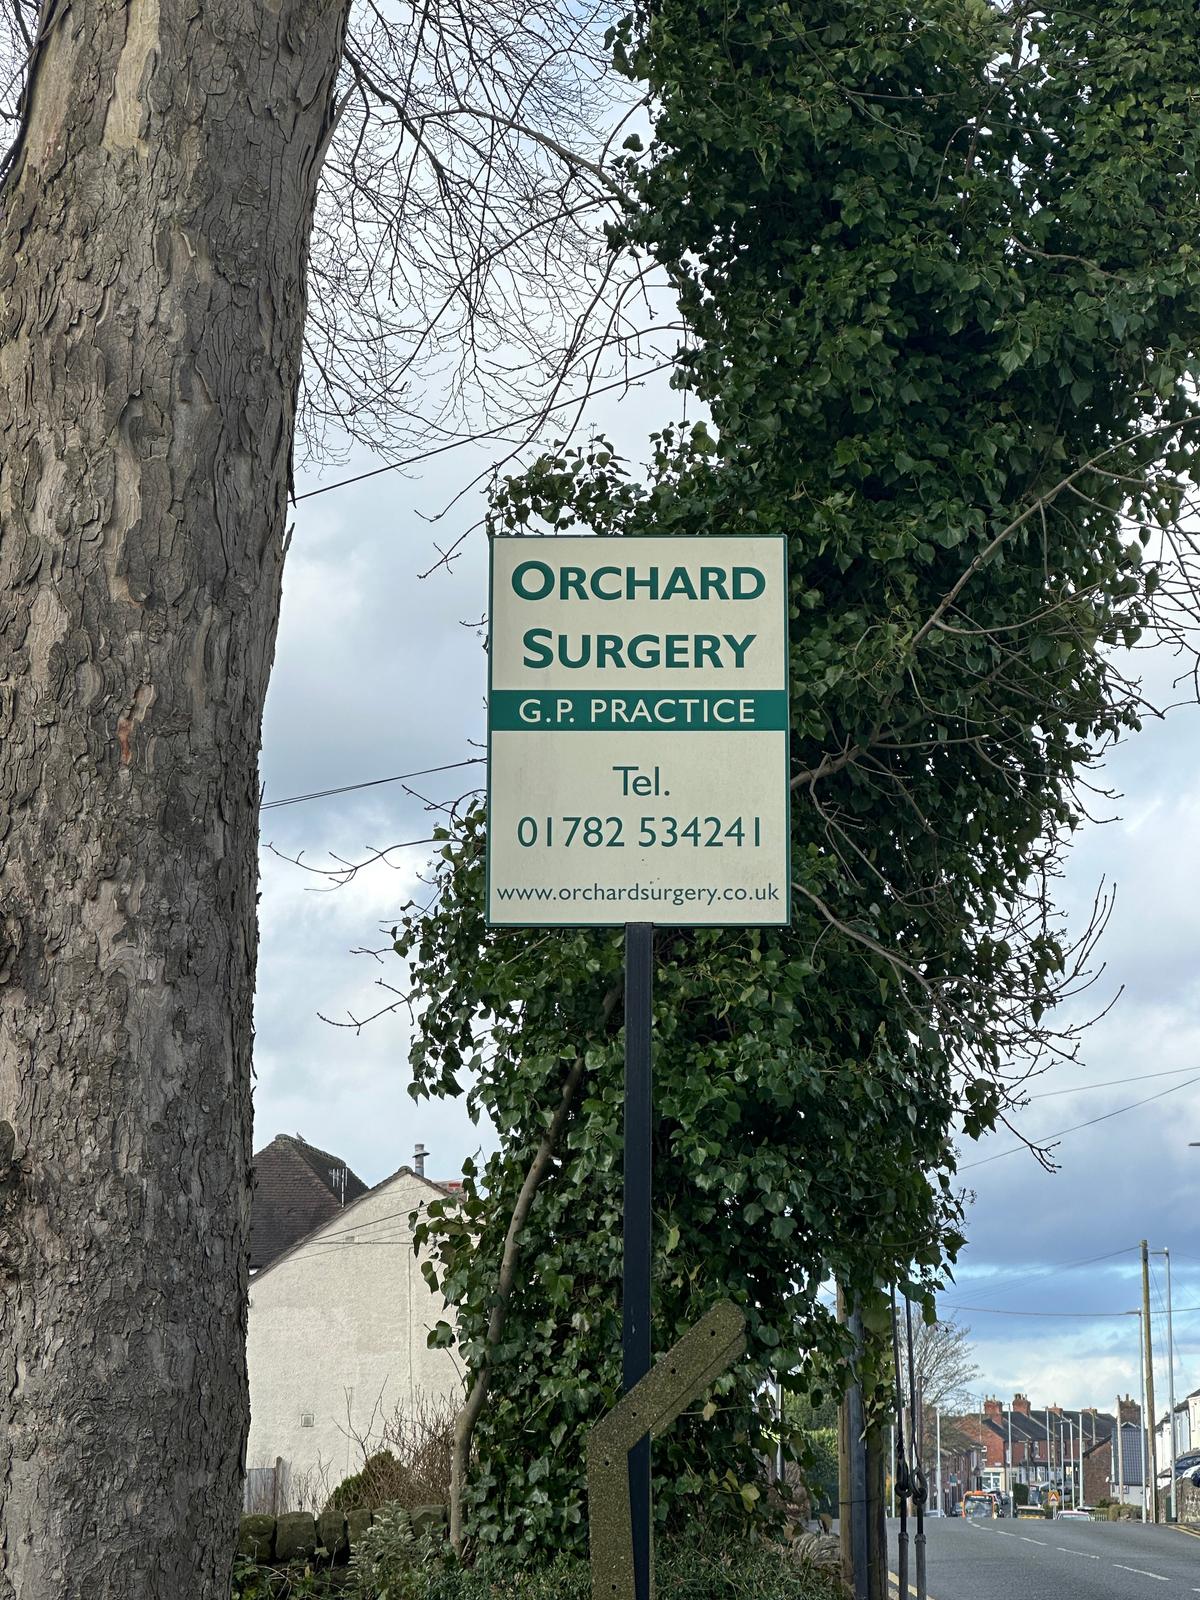 ORCHARD
SURGERY
G.P. PRACTICE
Tel.
01782 534241
www.orchardsurgery.co.uk